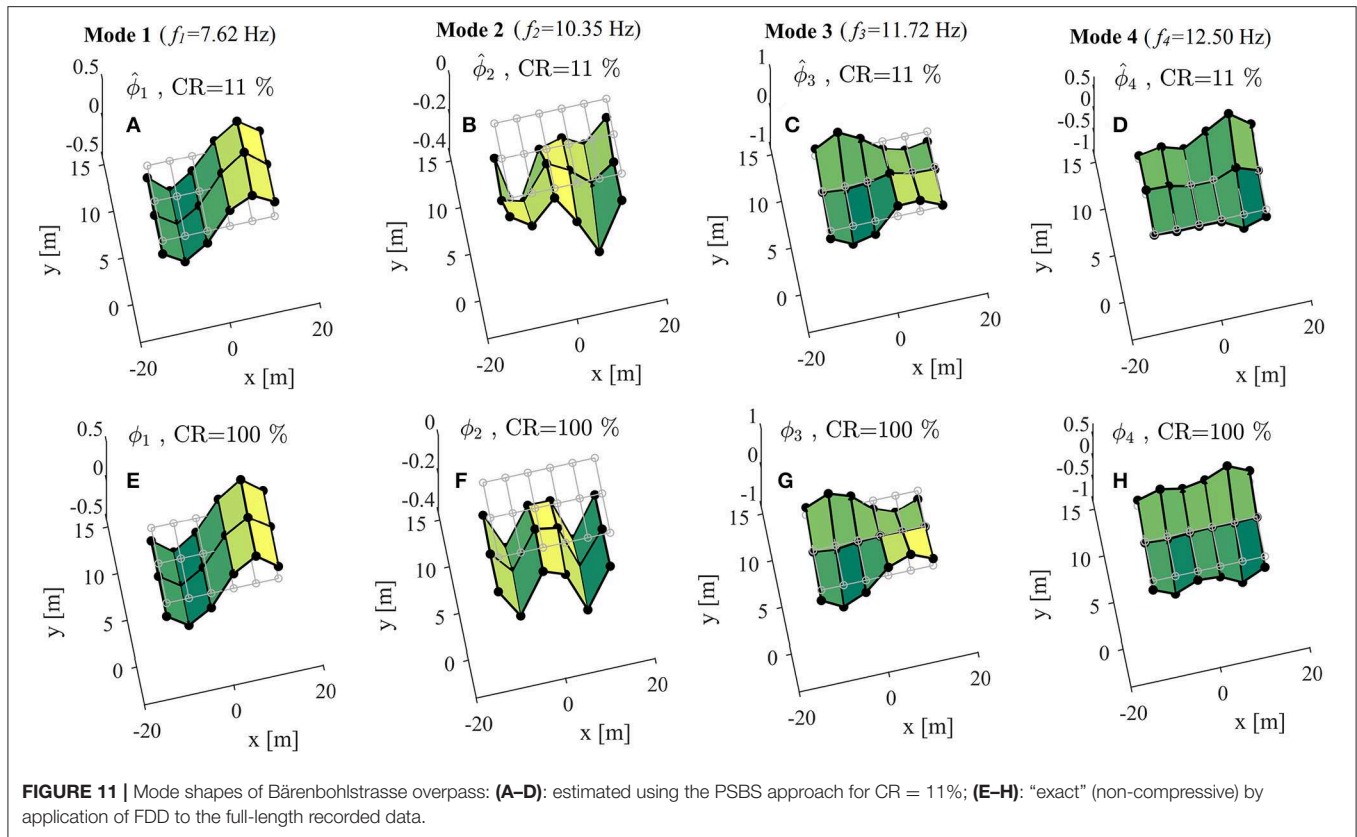 Mode 1 (f1=7.62 Hz)
Mode 2 (f2=10.35 Hz)
Mode 3 (f3=11.72 Hz)
Mode 4 (f4=12.50 Hz)
ϕ̂1 , CR=11 %
A
0.5
0
-0.5
15
10
5
0
y [m]
-20
0
20
x [m]
ϕ̂2 , CR=11 %
B
0
-0.2
-0.4
15
10
5
0
y [m]
-20
0
20
x [m]
ϕ̂3 , CR=11 %
C
1
0
-1
15
10
5
0
y [m]
-20
0
20
x [m]
ϕ̂4 , CR=11 %
D
0.5
0
-0.5
-1
15
10
5
0
y [m]
-20
0
20
x [m]
ϕ1 , CR=100 %
E
0.5
0
-0.5
15
10
5
0
y [m]
-20
0
20
x [m]
ϕ2 , CR=100 %
F
0
-0.2
-0.4
15
10
5
0
y [m]
-20
0
20
x [m]
ϕ3 , CR=100 %
G
1
0
-1
15
10
5
0
y [m]
-20
0
20
x [m]
ϕ4 , CR=100 %
H
0.5
0
-0.5
-1
15
10
5
0
y [m]
-20
0
20
x [m]
FIGURE 11 | Mode shapes of Bärenbohlstrasse overpass: (A–D): estimated using the PSBS approach for CR = 11%; (E–H): “exact” (non-compressive) by
application of FDD to the full-length recorded data.